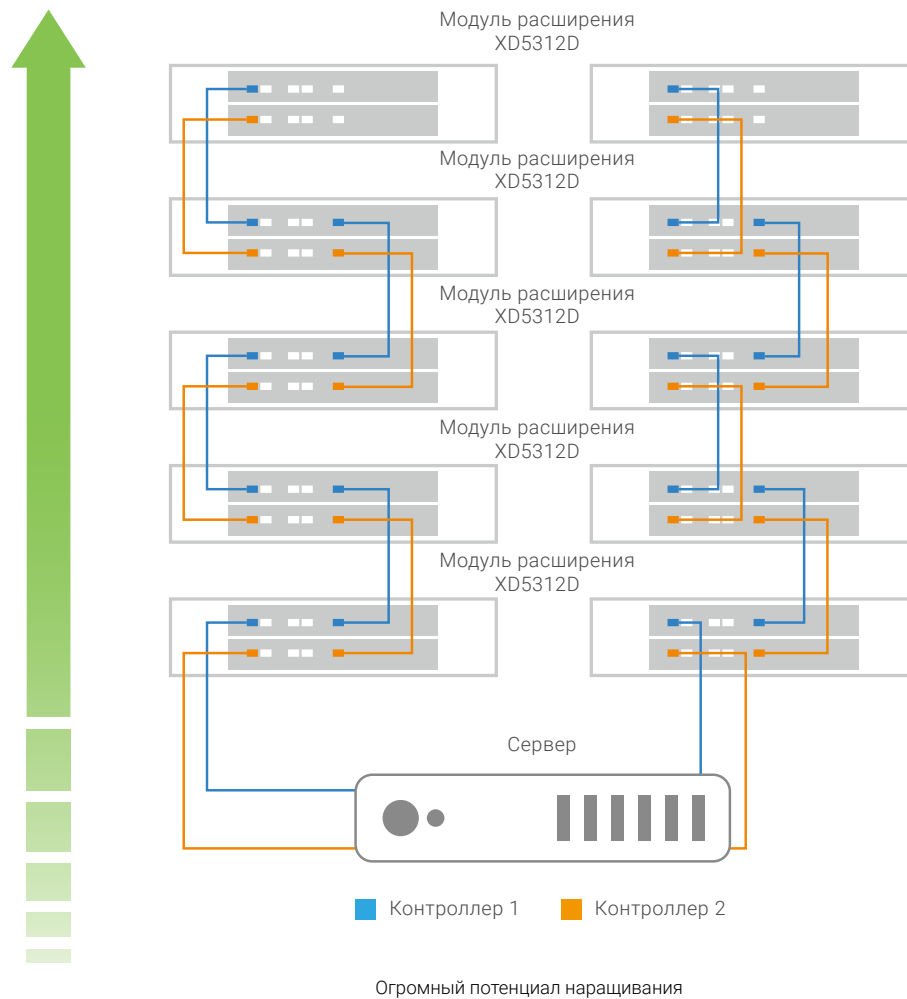 Модуль расширения
XD5312D
Модуль расширения
XD5312D
Модуль расширения
XD5312D
Модуль расширения
XD5312D
Модуль расширения
XD5312D
Сервер
Контроллер 1
Контроллер 2
Огромный потенциал наращивания